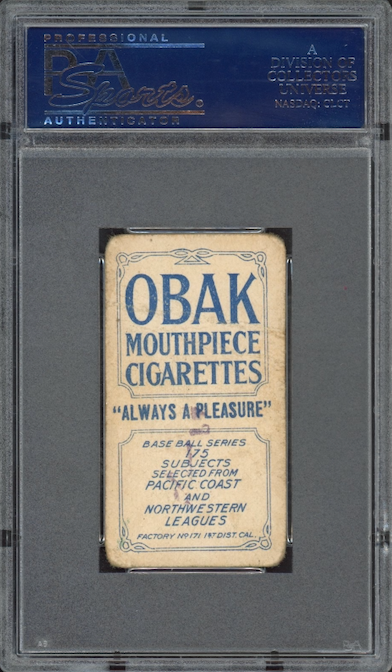 PROFESSIONAL
PSA
Sports.
AUTHENTICATOR
A
DIVISION OF
COLLECTORS
UNIVERSE
NASDAQ: CLCT
OBAK
MOUTHPIECE
CIGARETTES
"ALWAYS A PLEASURE"
BASE BALL SERIES
175
SUBJECTS
SELECTED FROM
PACIFIC COAST
AND
NORTHWESTERN
LEAGUES
FACTORY NO 171 1ST DIST. CAL.